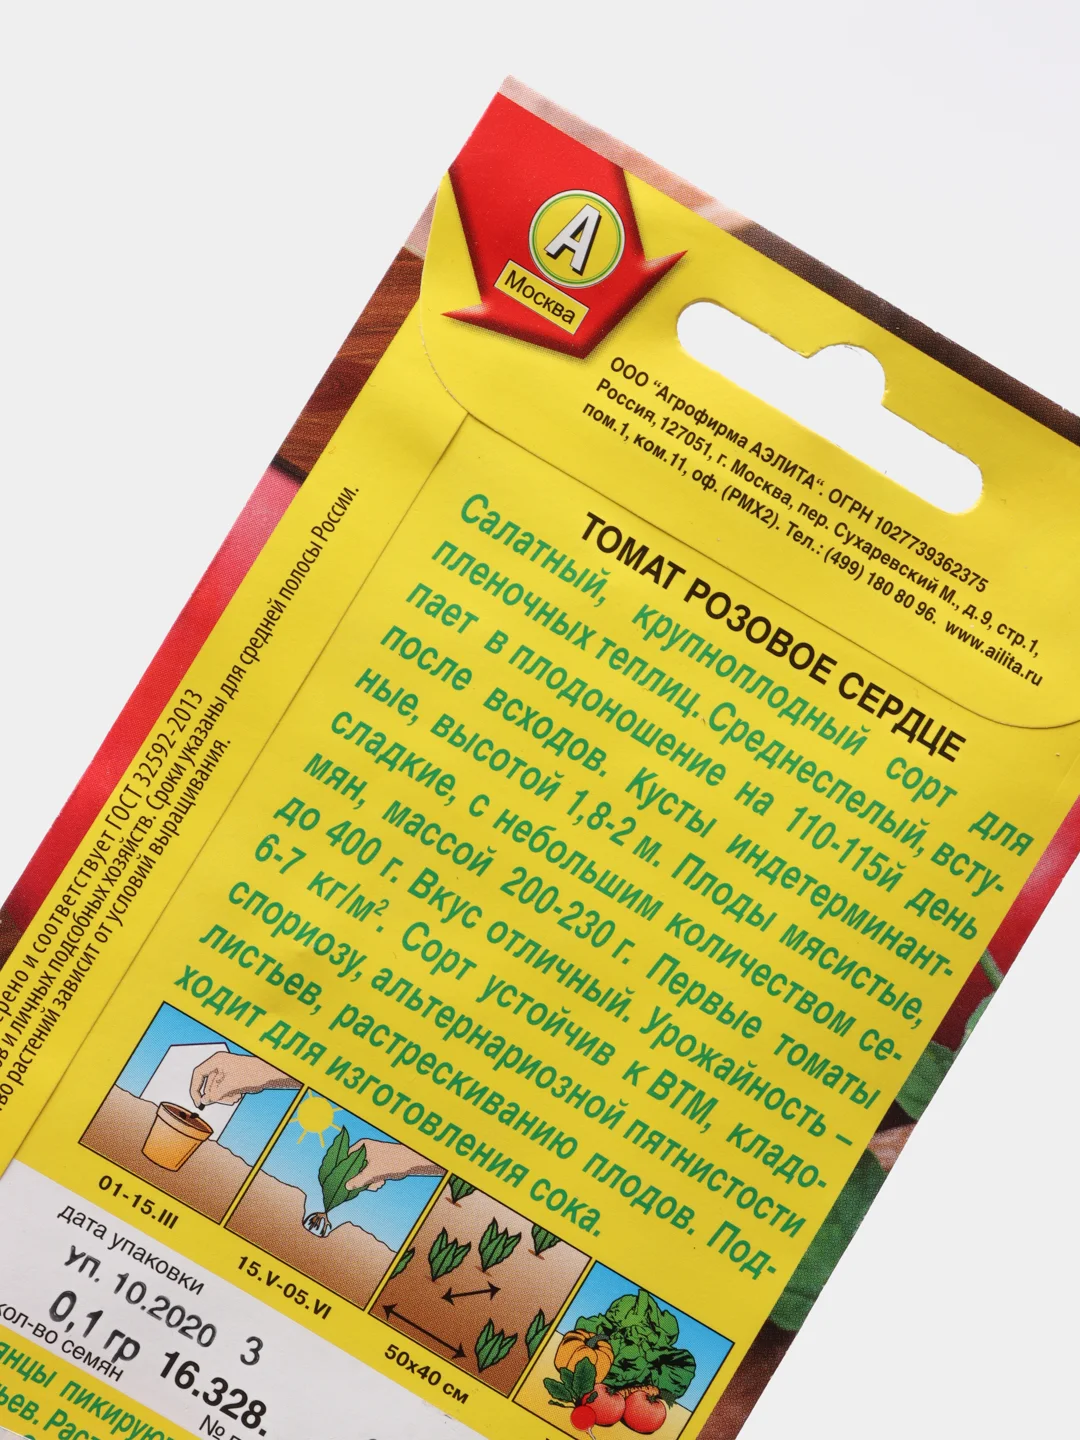 А
Москва
ООО “Агрофирма АЭЛИТА“. ОГРН 1027739362375
Россия, 127051, г. Москва, пер. Сухаревский М., д. 9, стр.1,
пом.1, ком.11, оф. (РМХ2). Тел.: (499) 180 80 96. www.ailita.ru
ТОМАТ РОЗОВОЕ СЕРДЦЕ
Салатный, крупноплодный сорт для
пленочных теплиц. Среднеспелый, всту-
пает в плодоношение на 110-115й день
после всходов. Кусты индетерминант-
ные, высотой 1,8-2 м. Плоды мясистые,
сладкие, с небольшим количеством се-
мян, массой 200-230 г. Первые томаты
до 400 г. Вкус отличный. Урожайность –
6-7 кг/м². Сорт устойчив к ВТМ, кладо-
спориозу, альтернариозной пятнистости
листьев, растрескиванию плодов. Под-
ходит для изготовления сока.
и соответствует ГОСТ 32592-2013
и личных подсобных хозяйств. Сроки указаны для средней полосы России.
растений зависит от условий выращивания.
01-15.III
15.V-05.VI
50x40 см
дата упаковки
Уп. 10.2020 3
0,1 гр 16.328.
кол-во семян
№
пикируют